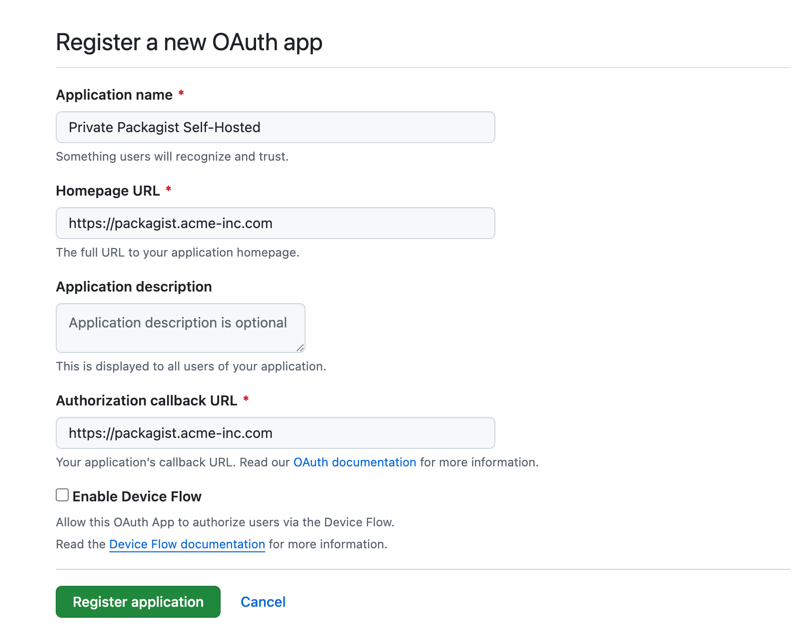 Register a new OAuth app
Application name *
Private Packagist Self-Hosted
Something users will recognize and trust.
Homepage URL *
https://packagist.acme-inc.com
The full URL to your application homepage.
Application description
Application description is optional
This is displayed to all users of your application.
Authorization callback URL *
https://packagist.acme-inc.com
Your application's callback URL. Read our OAuth documentation for more information.
Enable Device Flow
Allow this OAuth App to authorize users via the Device Flow.
Read the Device Flow documentation for more information.
Register application Cancel